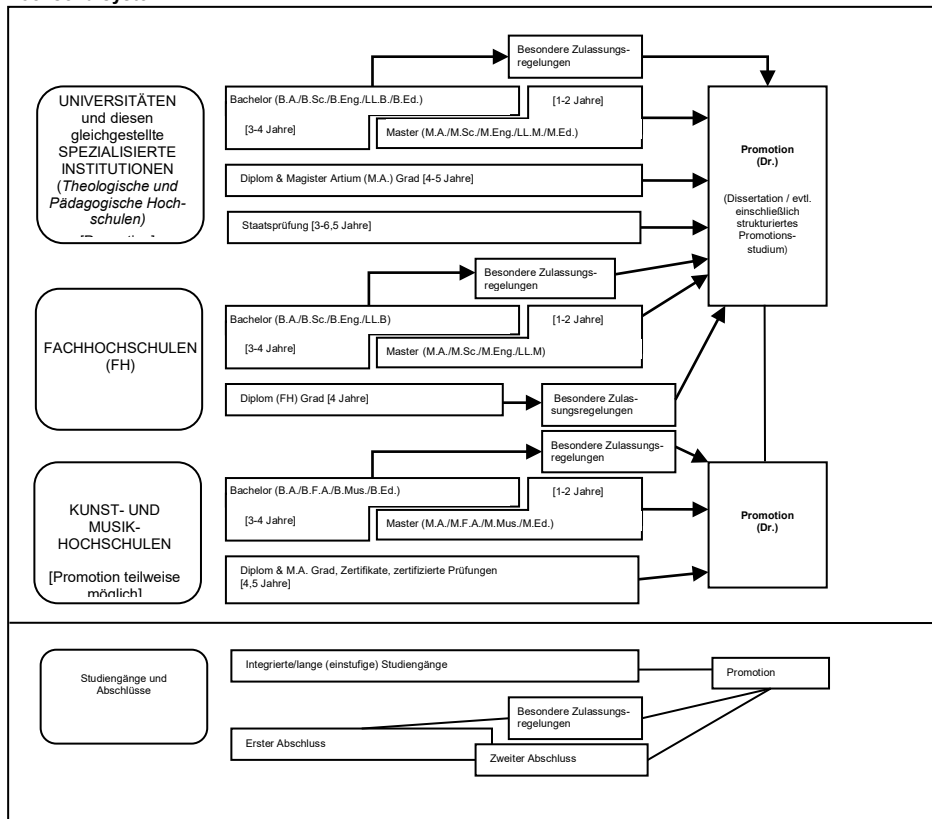 Besondere Zulassungs-
regelungen
UNIVERSITÄTEN
und diesen
gleichgestellte
SPEZIALISIERTE
INSTITUTIONEN
(Theologische und
Pädagogische Hoch-
schulen)
Bachelor (B.A./B.Sc./B.Eng./LL.B./B.Ed.)
[1-2 Jahre]
[3-4 Jahre]
Master (M.A./M.Sc./M.Eng./LL.M./M.Ed.)
Diplom & Magister Artium (M.A.) Grad [4-5 Jahre]
Staatsprüfung [3-6,5 Jahre]
Promotion
(Dr.)
(Dissertation / evtl.
einschließlich
strukturiertes
Promotions-
studium)
Besondere Zulassungs-
regelungen
FACHHOCHSCHULEN
(FH)
Bachelor (B.A./B.Sc./B.Eng./LL.B)
[1-2 Jahre]
[3-4 Jahre]
Master (M.A./M.Sc./M.Eng./LL.M)
Diplom (FH) Grad [4 Jahre]
Besondere Zulas-
sungsregelungen
Besondere Zulassungs-
regelungen
KUNST- UND
MUSIK-
HOCHSCHULEN
[Promotion teilweise
möglich]
Bachelor (B.A./B.F.A./B.Mus./B.Ed.)
[1-2 Jahre]
[3-4 Jahre]
Master (M.A./M.F.A./M.Mus./M.Ed.)
Diplom & M.A. Grad, Zertifikate, zertifizierte Prüfungen
[4,5 Jahre]
Promotion
(Dr.)
Studiengänge und
Abschlüsse
Integrierte/lange (einstufige) Studiengänge
Promotion
Besondere Zulassungs-
regelungen
Erster Abschluss
Zweiter Abschluss